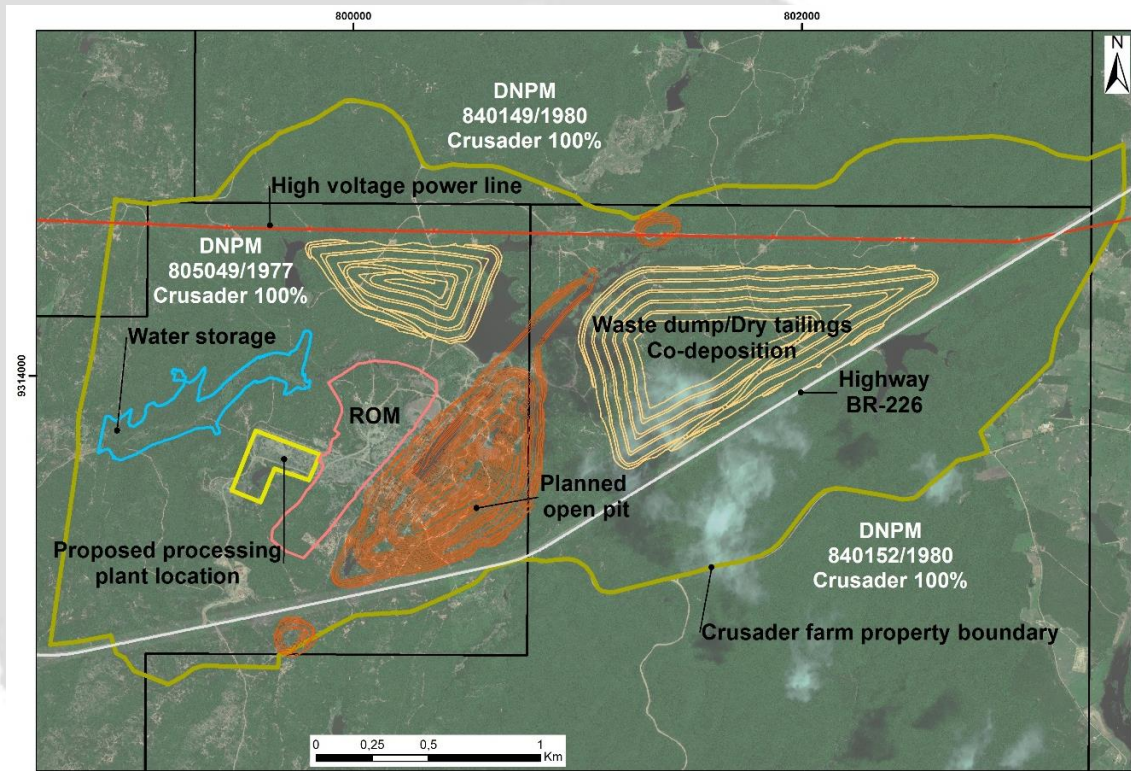 800000
802000
N
DNPM
840149/1980
Crusader 100%
High voltage power line
DNPM
805049/1977
Crusader 100%
Water storage
Waste dump/Dry tailings
Co-deposition
9314000
Highway
BR-226
ROM
Planned
open pit
Proposed processing
plant location
DNPM
840152/1980
Crusader 100%
Crusader farm property boundary
0 0,25 0,5 1
Km